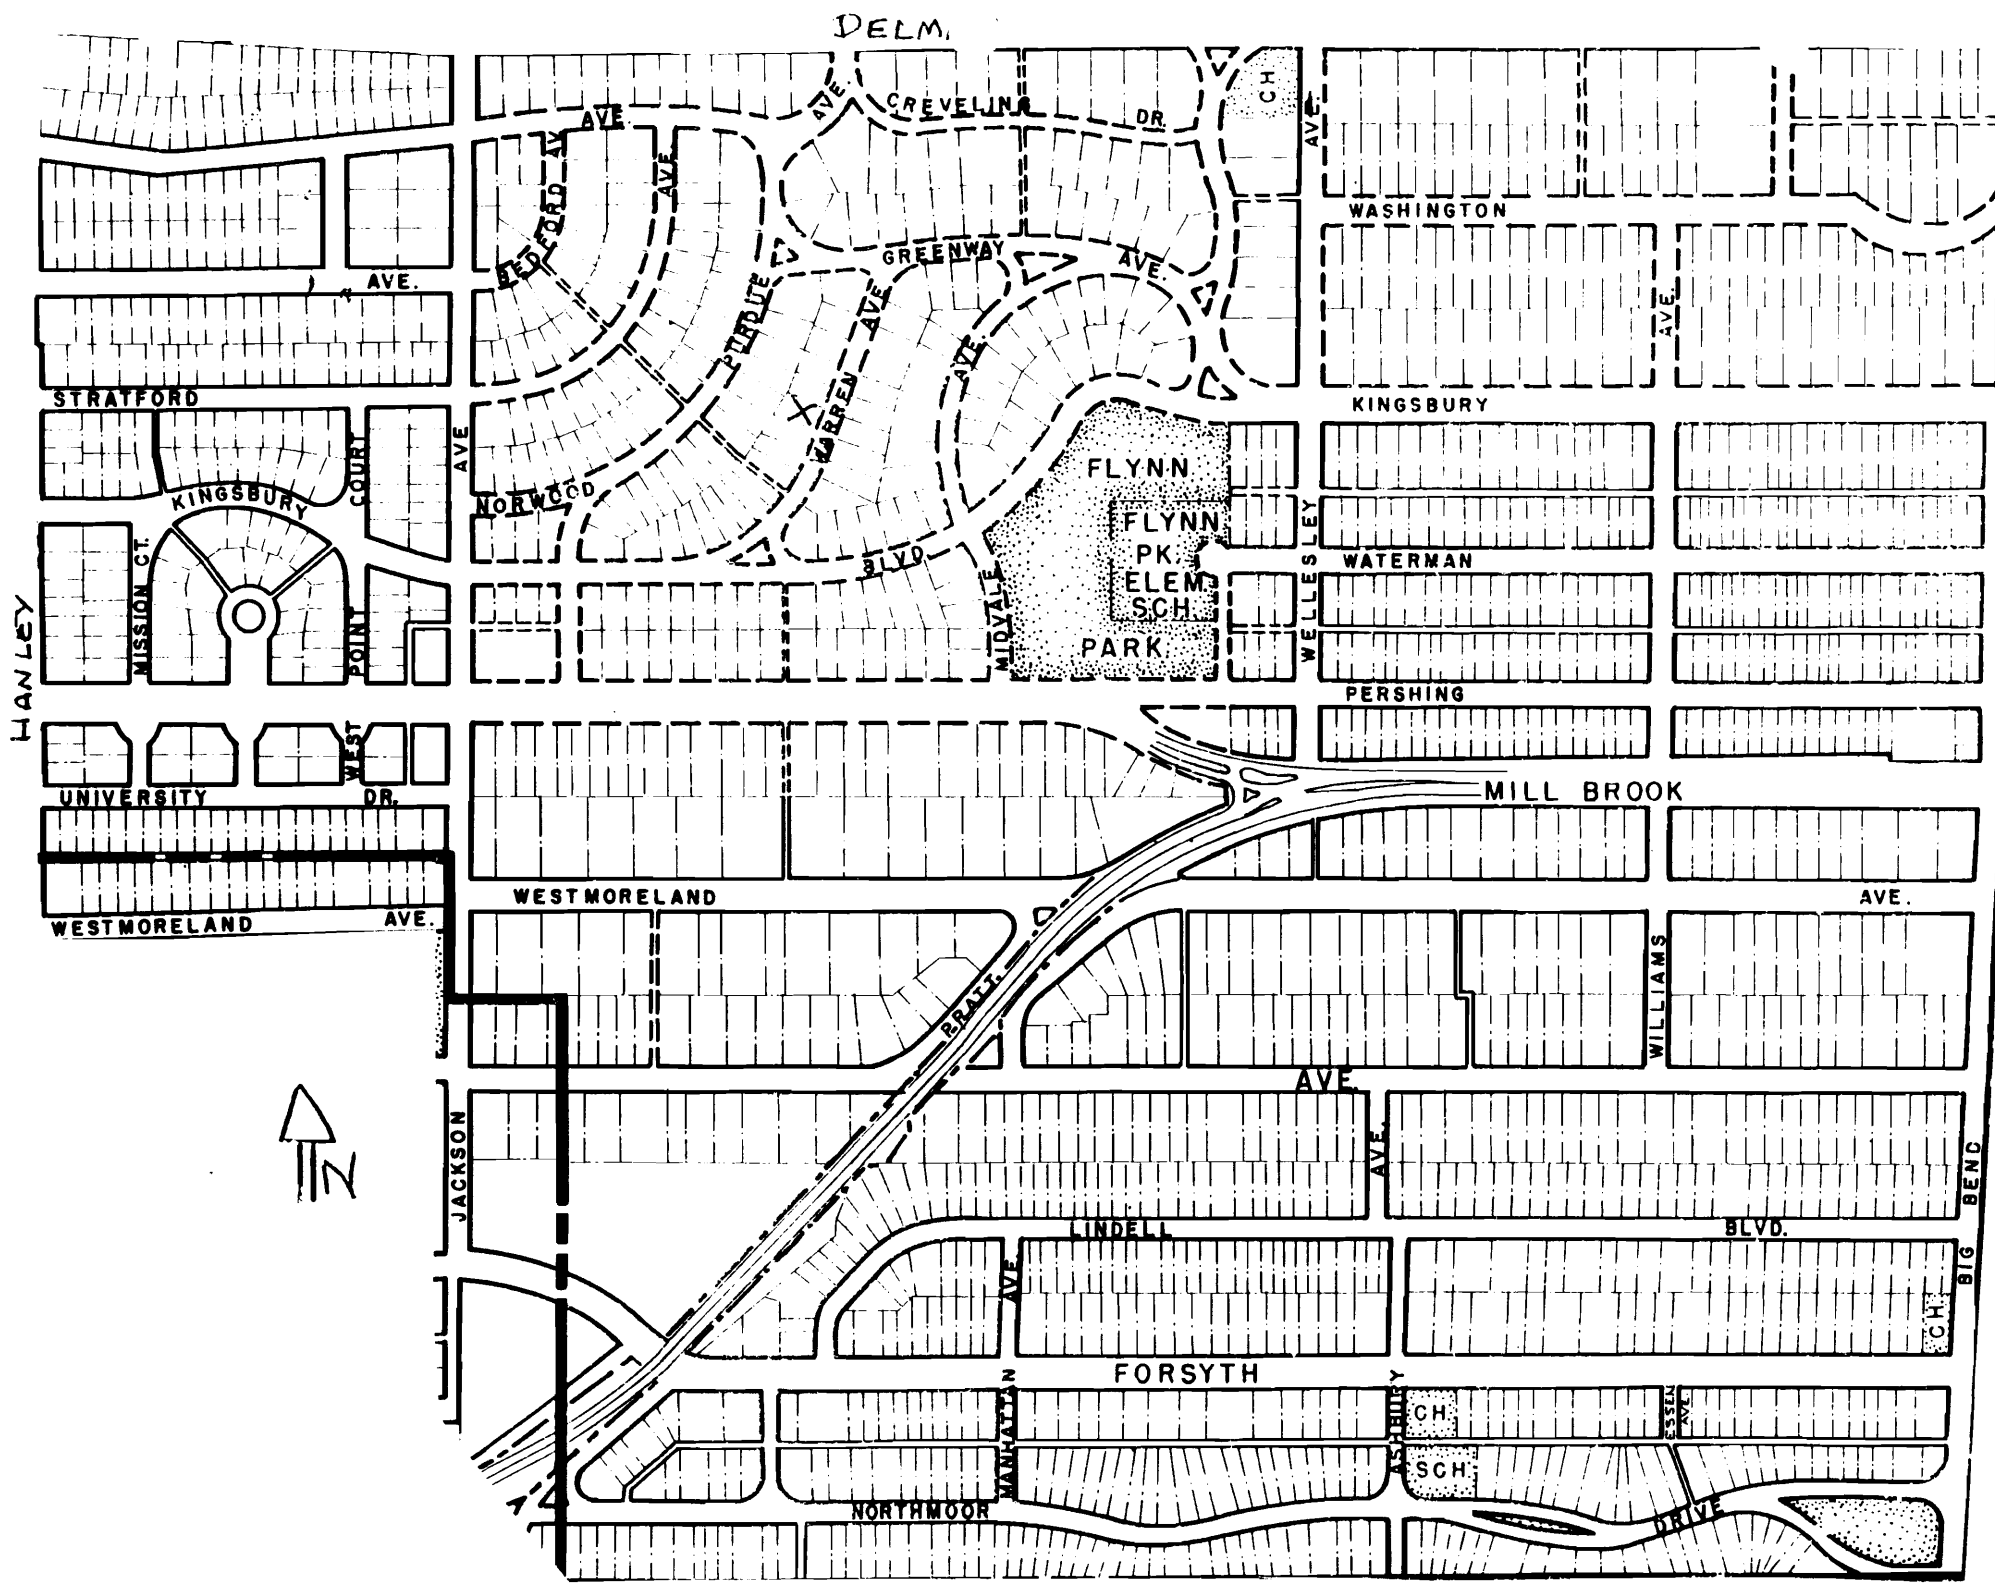 DELM.
CH
AVE.
CREVELING
DR.
AVE.
AVE.
BEDFORD AV
AVE.
WASHINGTON
GREENWAY
AVE.
AVE.
PURDUE
WARREN AVE.
AVE.
AVE.
STRATFORD
KINGSBURY
AVE
COURT
KINGSBURY
NORWOOD
FLYNN
FLYNN
PK.
ELEM
SCH.
PARK
WELLESLEY
WATERMAN
BLVD
MIDVALE
MISSION CT.
POINT
WEST
HANLEY
PERSHING
UNIVERSITY
DR.
MILL BROOK
WESTMORELAND
AVE.
WESTMORELAND
AVE.
WILLIAMS
PRATT.
AVE.
N
JACKSON
AVE.
BIG BEND
LINDELL
BLVD.
AVE.
CH.
FORSYTH
MANHATTAN
ASHBURY
CH.
ESSEX
AVE.
SCH.
NORTHMOOR
DRIVE